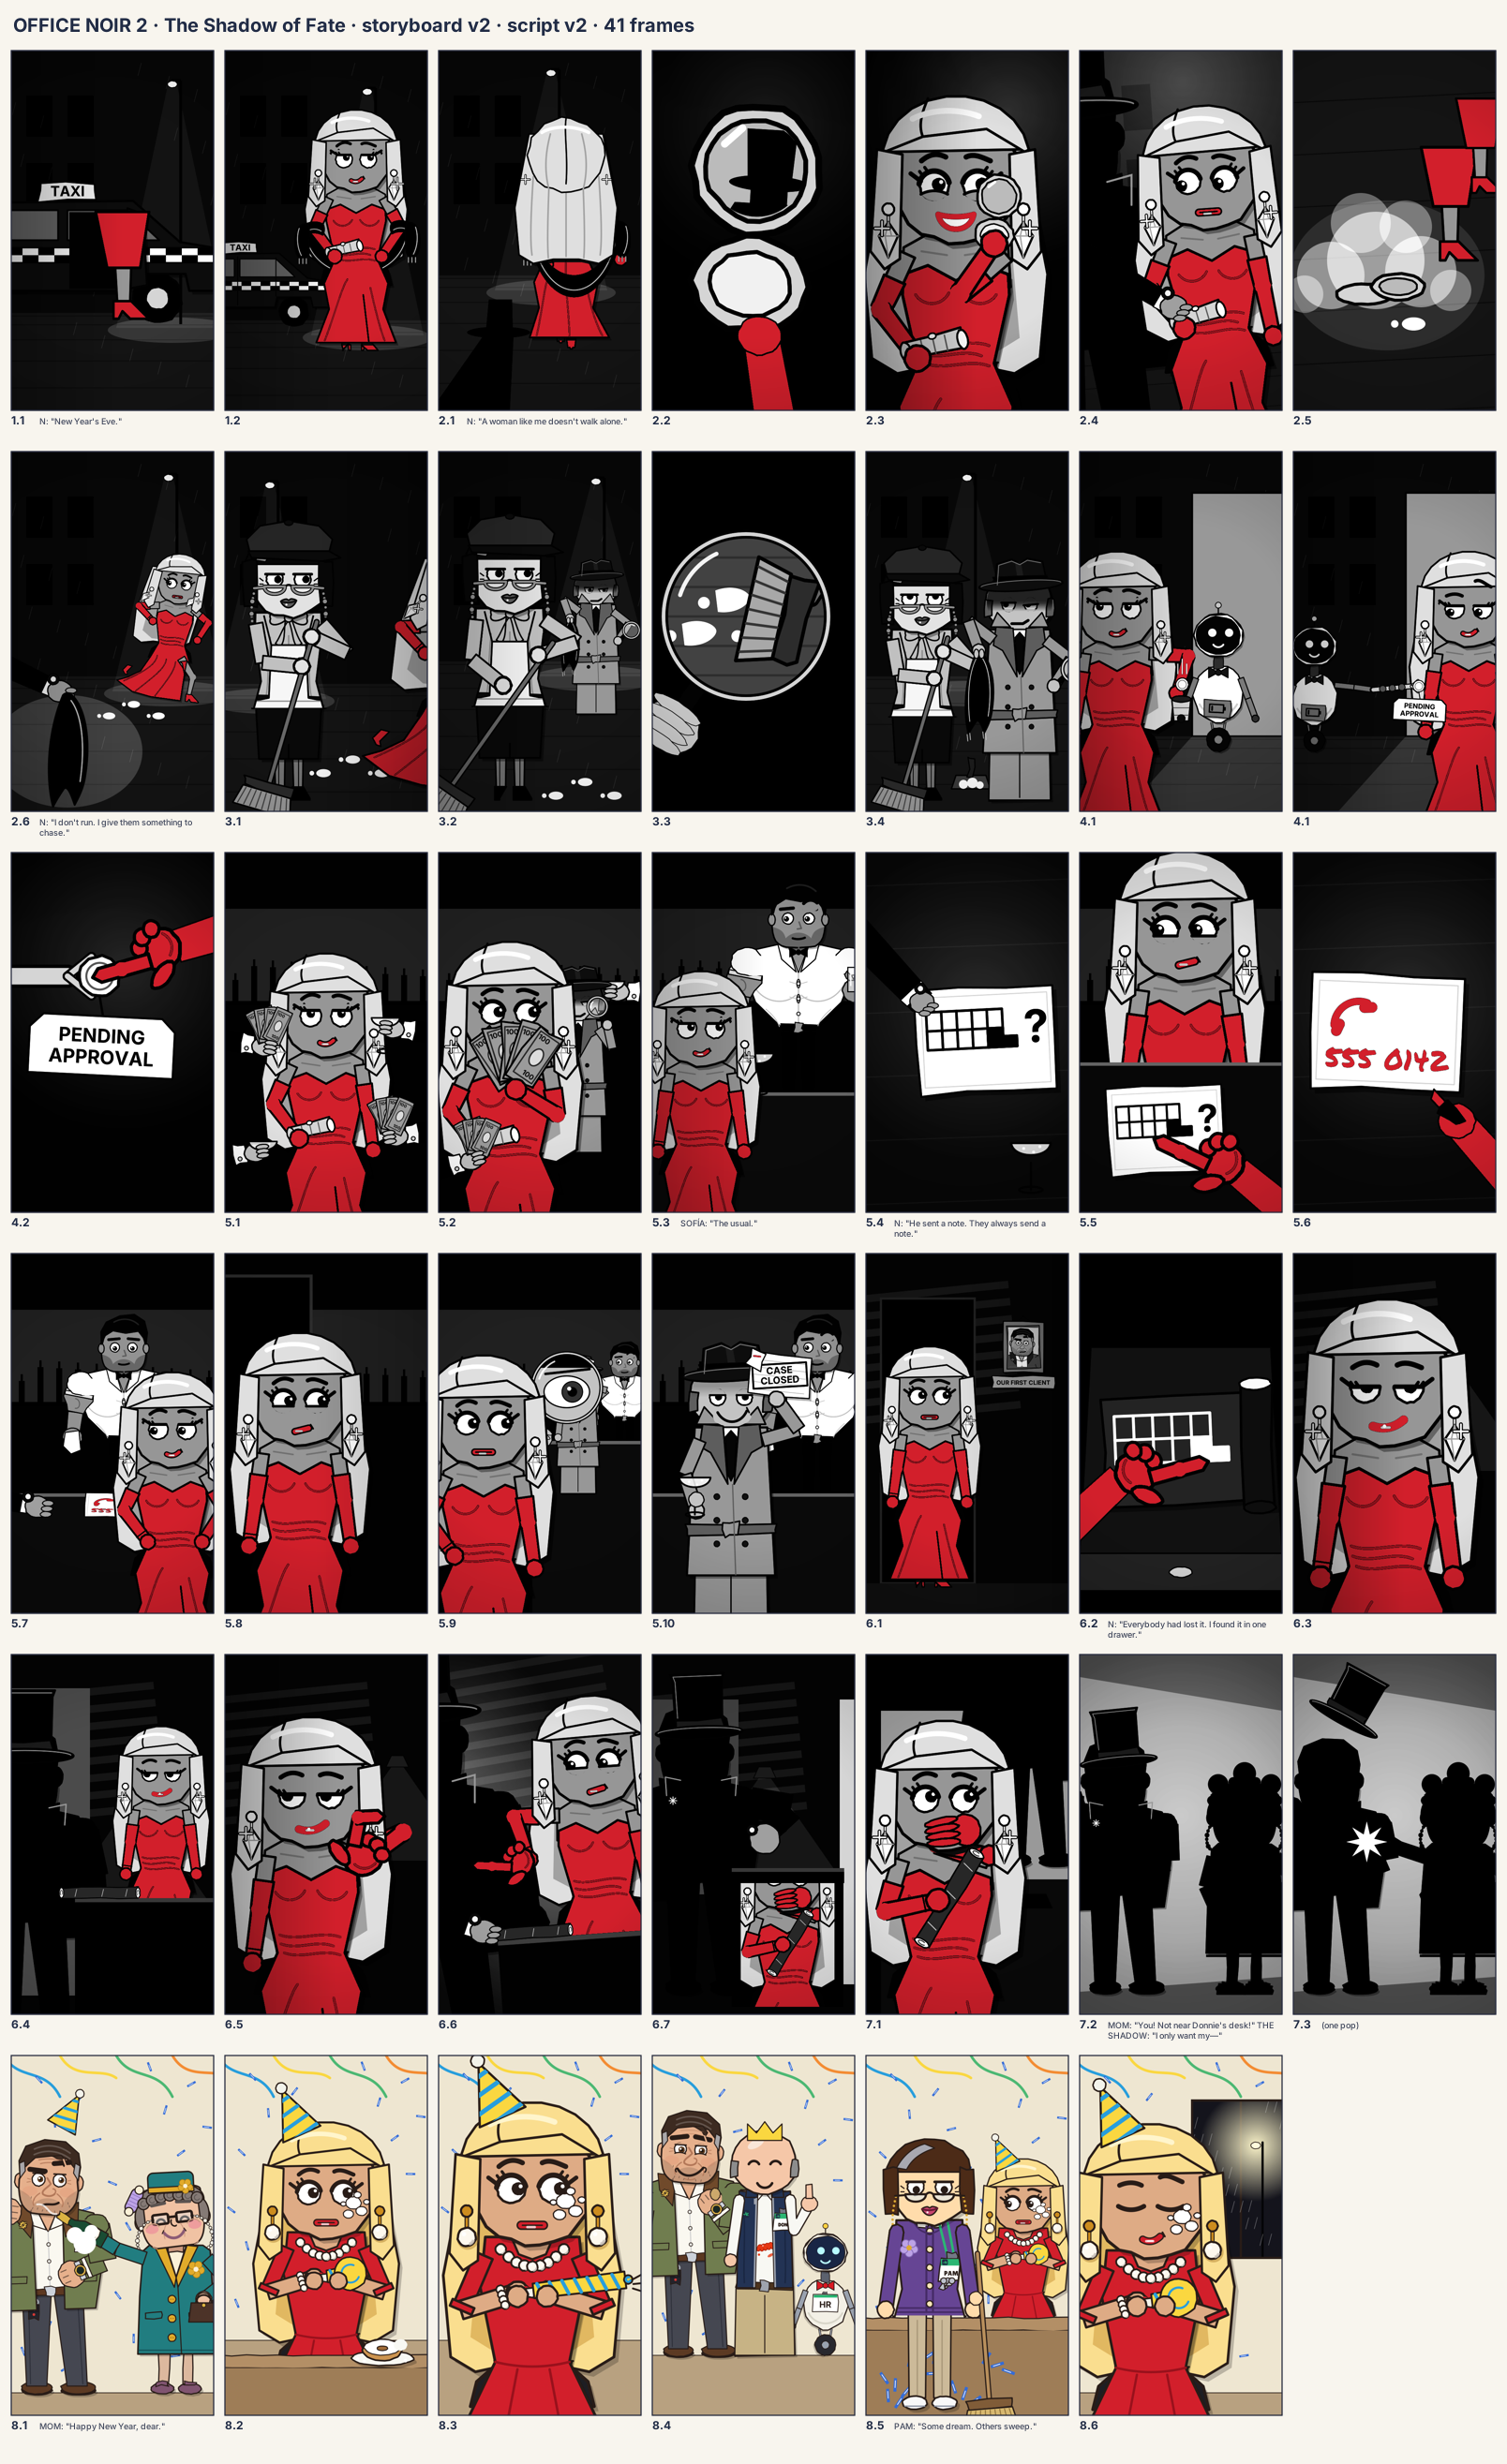 OFFICE NOIR 2 · The Shadow of Fate · storyboard v2 · script v2 · 41 frames
TAXI
TAXI
1.1 N: "New Year's Eve."
1.2
2.1 N: "A woman like me doesn't walk alone."
2.2
2.3
2.4
2.5
PENDING
APPROVAL
2.6 N: "I don't run. I give them something to
chase."
3.1
3.2
3.3
3.4
4.1
4.1
PENDING
APPROVAL
100
100
100
100
100
?
?
555 0142
4.2
5.1
5.2
5.3 SOFÍA: "The usual."
5.4 N: "He sent a note. They always send a
note."
5.5
5.6
CASE
CLOSED
OUR FIRST CLIENT
5.7
5.8
5.9
5.10
6.1
6.2 N: "Everybody had lost it. I found it in one
drawer."
6.3
6.4
6.5
6.6
6.7
7.1
7.2 MOM: "You! Not near Donnie's desk!" THE
SHADOW: "I only want my—"
7.3 (one pop)
HR
PAM
8.1 MOM: "Happy New Year, dear."
8.2
8.3
8.4
8.5 PAM: "Some dream. Others sweep."
8.6